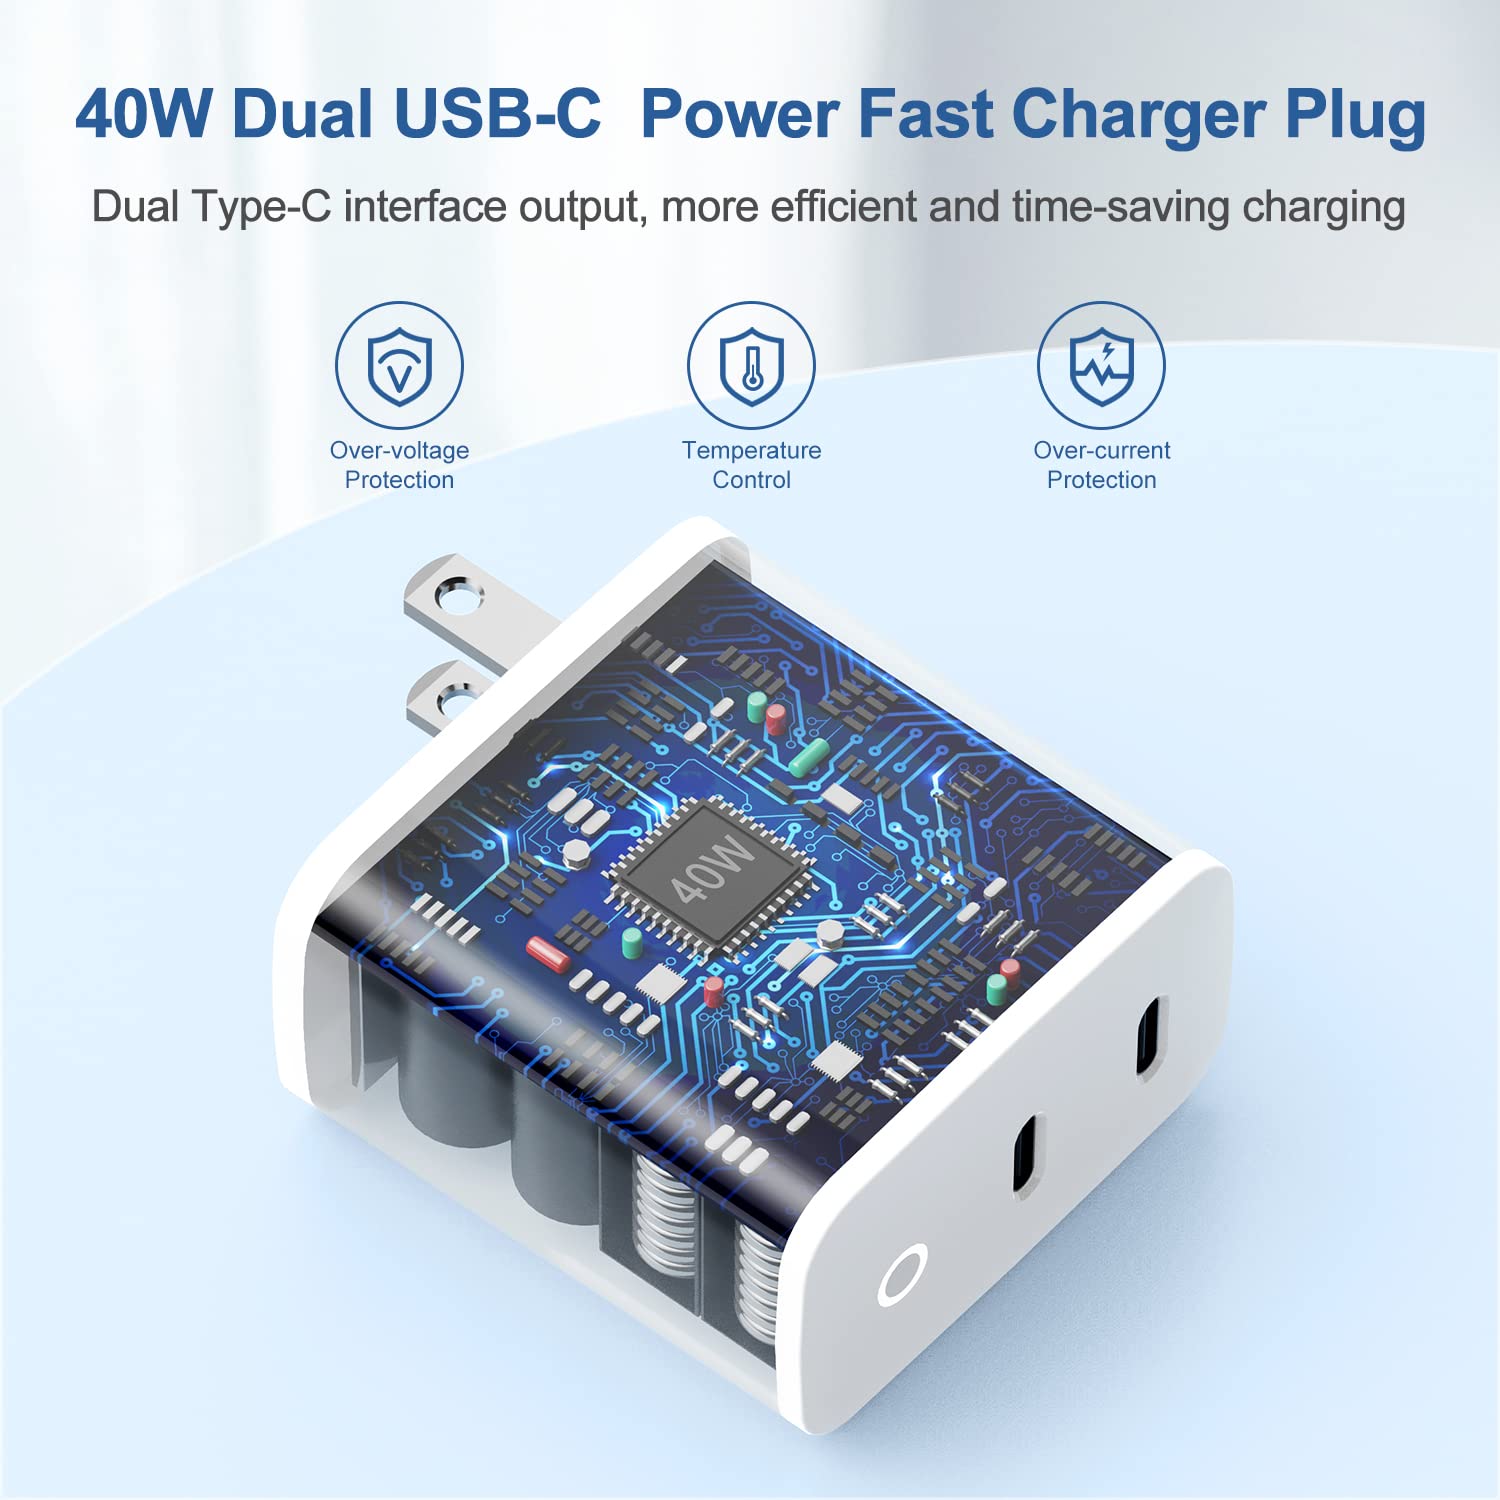 40W Dual USB-C Power Fast Charger Plug
Dual Type-C interface output, more efficient and time-saving charging
Over-voltage
Protection
Temperature
Control
Over-current
Protection
40W